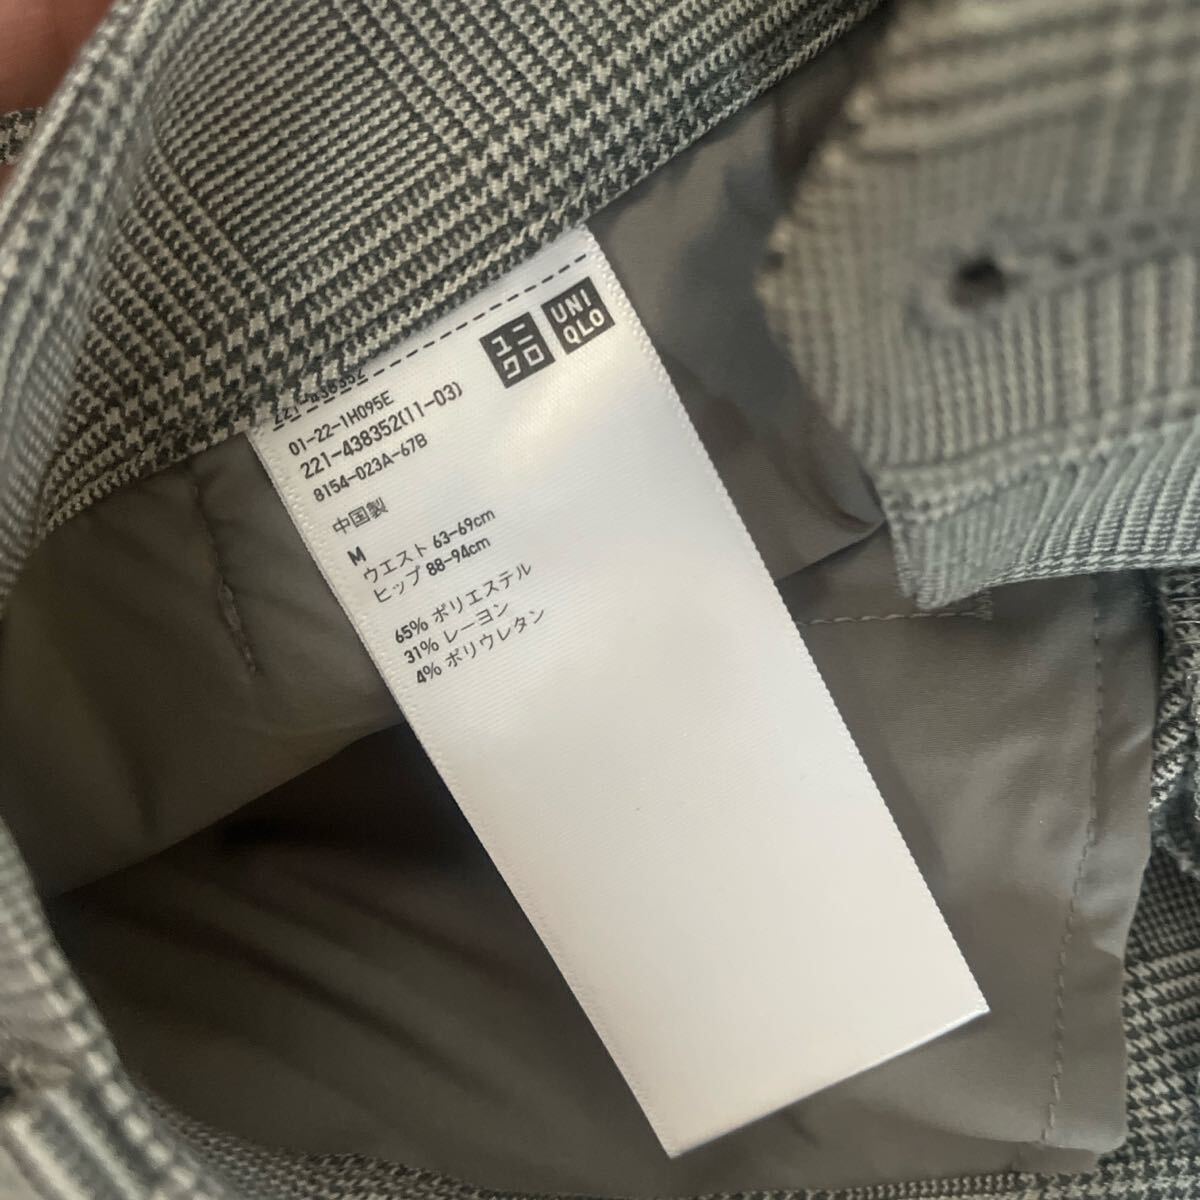 ユニクロ
UNIQLO
221-438352
01-22-1H095E
221-438352(11-03)
8154-023A-67B
中国製
M
ウエスト 63-69cm
ヒップ 88-94cm
65% ポリエステル
31% レーヨン
4% ポリウレタン